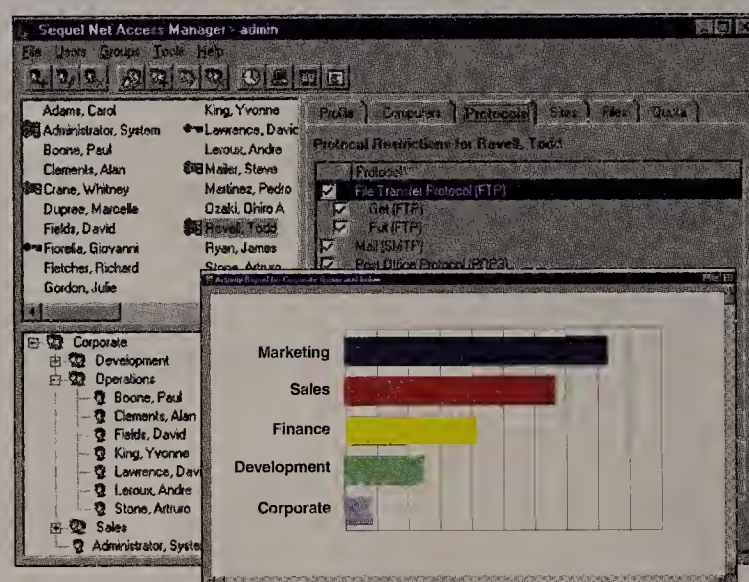 Sequel Net Access Manager - admin
File Users Groups Tools Help
Adams, Carol
Administrator, System
Boone, Paul
Clements, Alan
Crane, Whitney
Dupree, Marcelle
Fields, David
Fiorella, Giovanni
Fletcher, Richard
Gordon, Julie
King, Yvonne
Lawrence, Davic
Leroux, Andre
Mailer, Steve
Martinez, Pedro
Ozaki, Ohiro A
Revell, Todd
Ryan, James
Stone, Arturo
Profile Computers Protocols Sites Files Quota
Protocol Restrictions for Revell, Todd
Protocol
File Transfer Protocol (FTP)
Get (FTP)
Put (FTP)
Mail (SMTP)
Post Office Protocol (POP3)
Corporate
Development
Operations
Boone, Paul
Clements, Alan
Fields, David
King, Yvonne
Lawrence, Davi
Leroux, Andre
Stone, Arturo
Sales
Administrator, Syste
Marketing
Sales
Finance
Development
Corporate